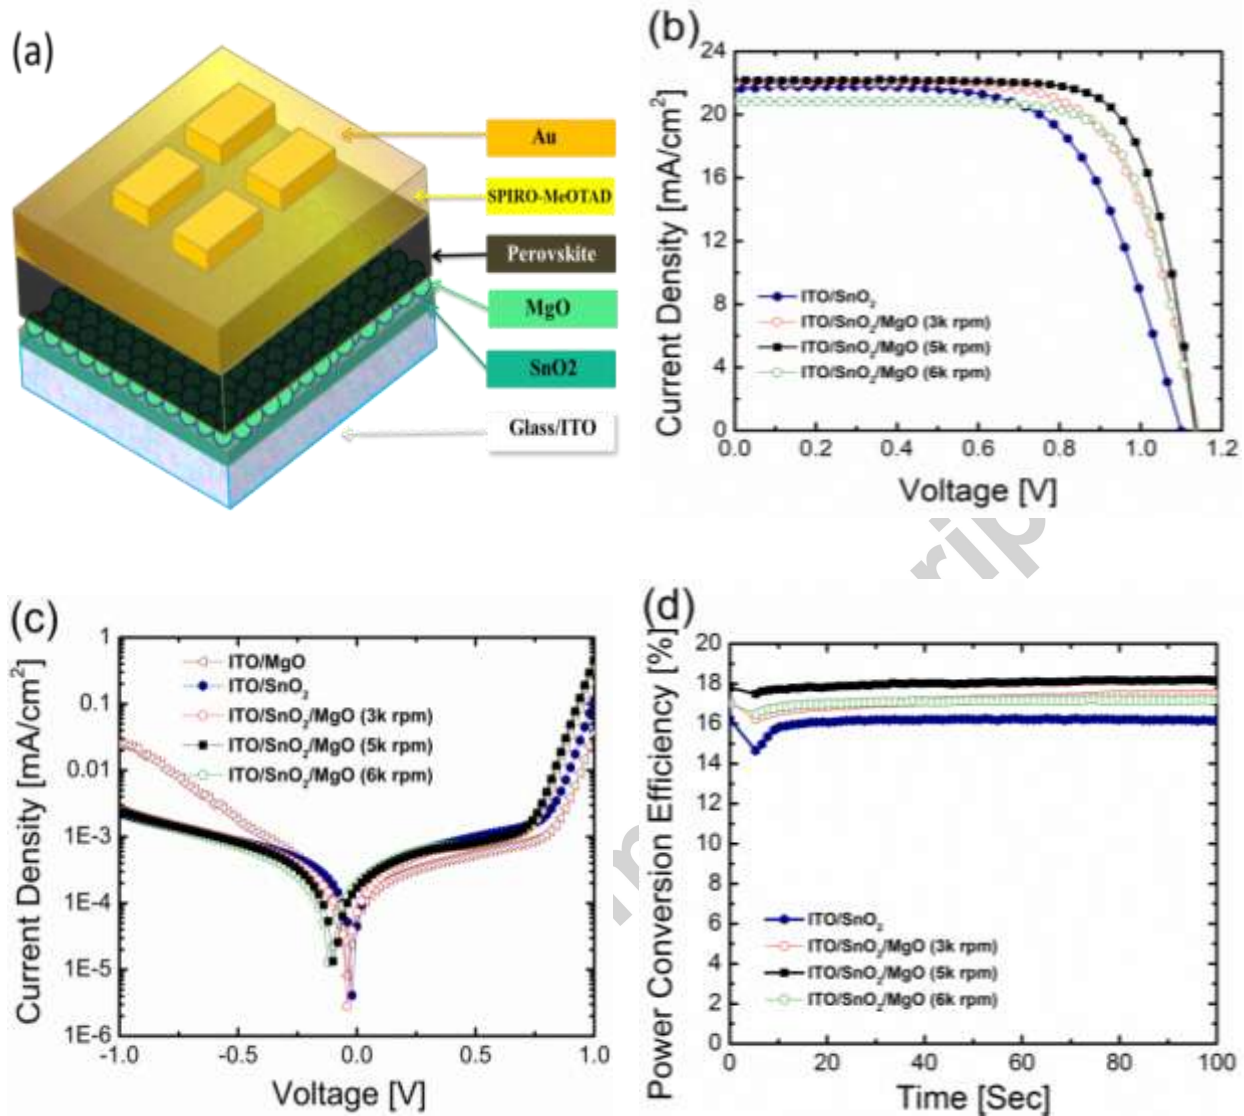 (a)
Au
SPIRO-MeOTAD
Perovskite
MgO
SnO2
Glass/ITO
(b)
24
20
16
12
8
4
0
0.0 0.2 0.4 0.6 0.8 1.0 1.2
Current Density [mA/cm²]
Voltage [V]
ITO/SnO₂
ITO/SnO₂/MgO (3k rpm)
ITO/SnO₂/MgO (5k rpm)
ITO/SnO₂/MgO (6k rpm)
(c)
1
0.1
0.01
1E-3
1E-4
1E-5
1E-6
-1.0 -0.5 0.0 0.5 1.0
Current Density [mA/cm²]
Voltage [V]
ITO/MgO
ITO/SnO₂
ITO/SnO₂/MgO (3k rpm)
ITO/SnO₂/MgO (5k rpm)
ITO/SnO₂/MgO (6k rpm)
(d)
20
18
16
14
12
10
8
6
4
2
0
0 20 40 60 80 100
Power Conversion Efficiency [%]
Time [Sec]
ITO/SnO₂
ITO/SnO₂/MgO (3k rpm)
ITO/SnO₂/MgO (5k rpm)
ITO/SnO₂/MgO (6k rpm)